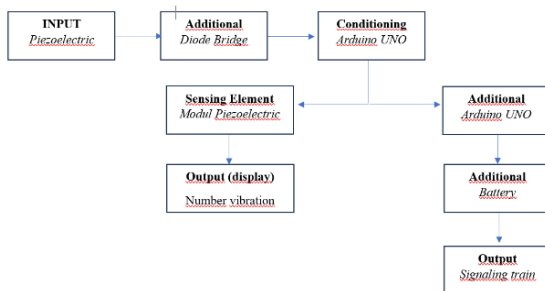 INPUT
Piezoelectric
Additional
Diode Bridge
Conditioning
Arduino UNO
Sensing Element
Modul Piezoelectric
Additional
Arduino UNO
Output (display)
Number vibration
Additional
Battery
Output
Signaling train